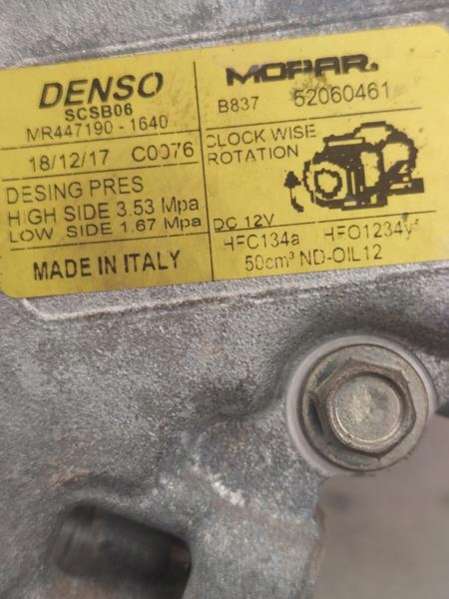 DENSO
SCSB06
MR447190-1640
18/12/17 C0076
DESING PRES
HIGH SIDE 3.53 Mpa
LOW SIDE 1.67 Mpa
MADE IN ITALY
MOPAR.
B837 52060461
CLOCK WISE
ROTATION
DC 12V
HFC134a HFO1234yf
50cm³ ND-OIL12